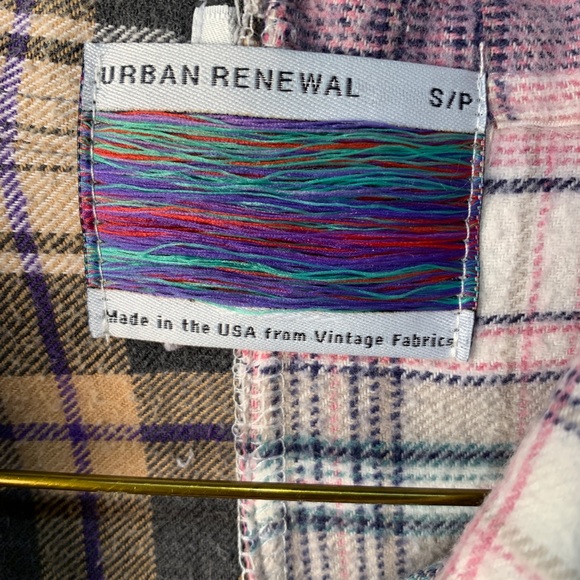 URBAN RENEWAL S/P
Made in the USA from Vintage Fabrics